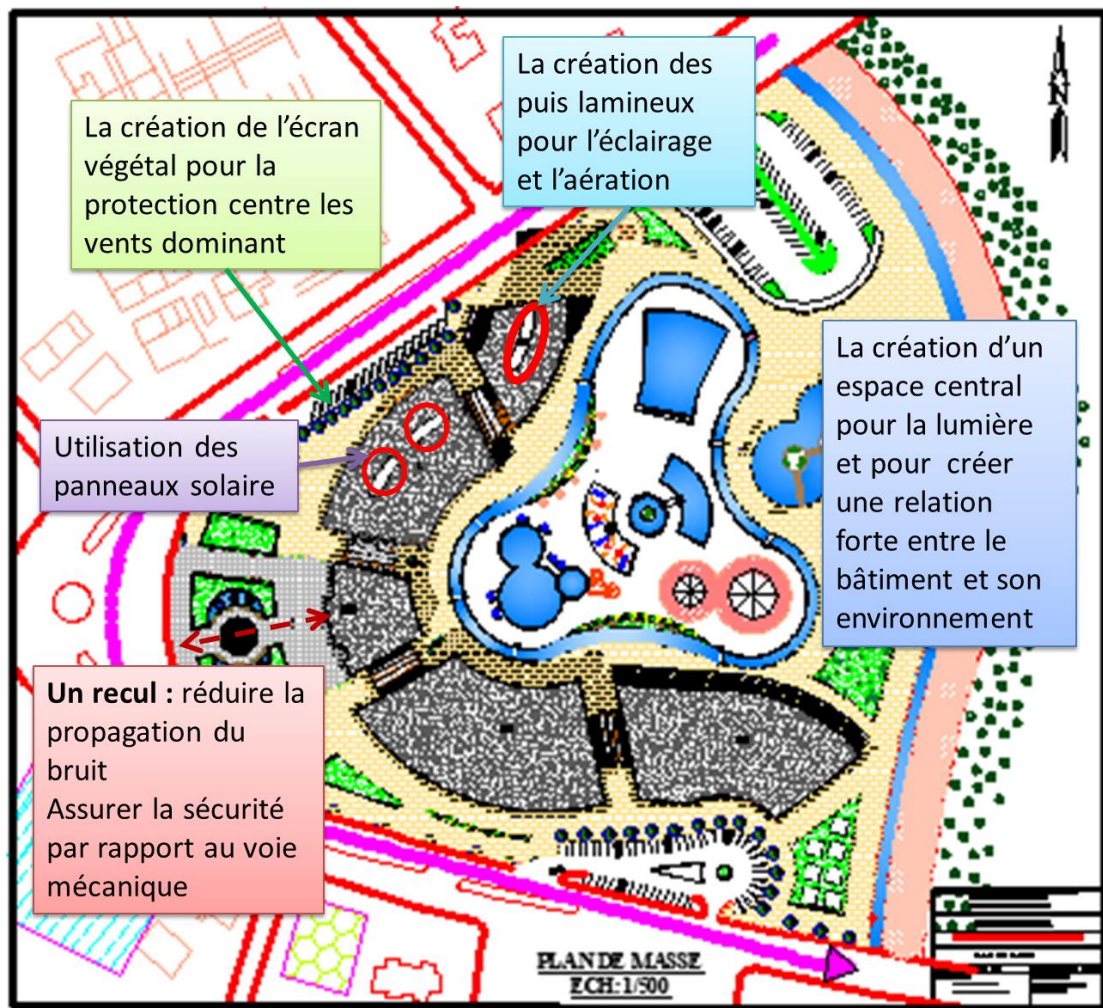 La création des
puis lamineux
pour l’éclairage
et l’aération
La création de l’écran
végétal pour la
protection centre les
vents dominant
N
La création d’un
espace central
pour la lumière
et pour créer
une relation
forte entre le
bâtiment et son
environnement
Utilisation des
panneaux solaire
Un recul : réduire la
propagation du
bruit
Assurer la sécurité
par rapport au voie
mécanique
PLAN DE MASSE
ECH: 1/500